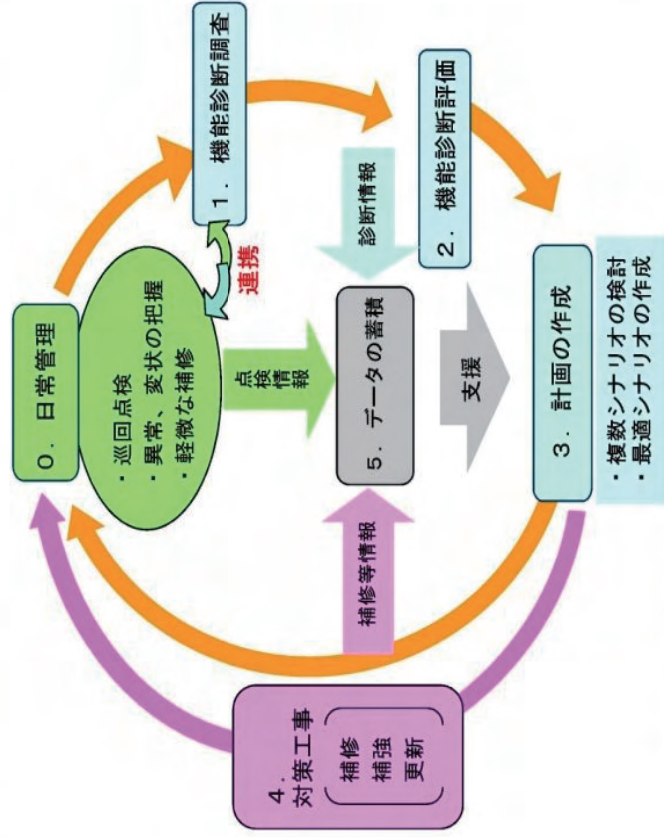 0．日常管理
・巡回点検
・異常、変状の把握
・軽微な補修
連携
1．機能診断調査
点検情報
診断情報
2．機能診断評価
5．データの蓄積
支援
3．計画の作成
・複数シナリオの検討
・最適シナリオの作成
補修等情報
4．
対策工事
補修
補強
更新